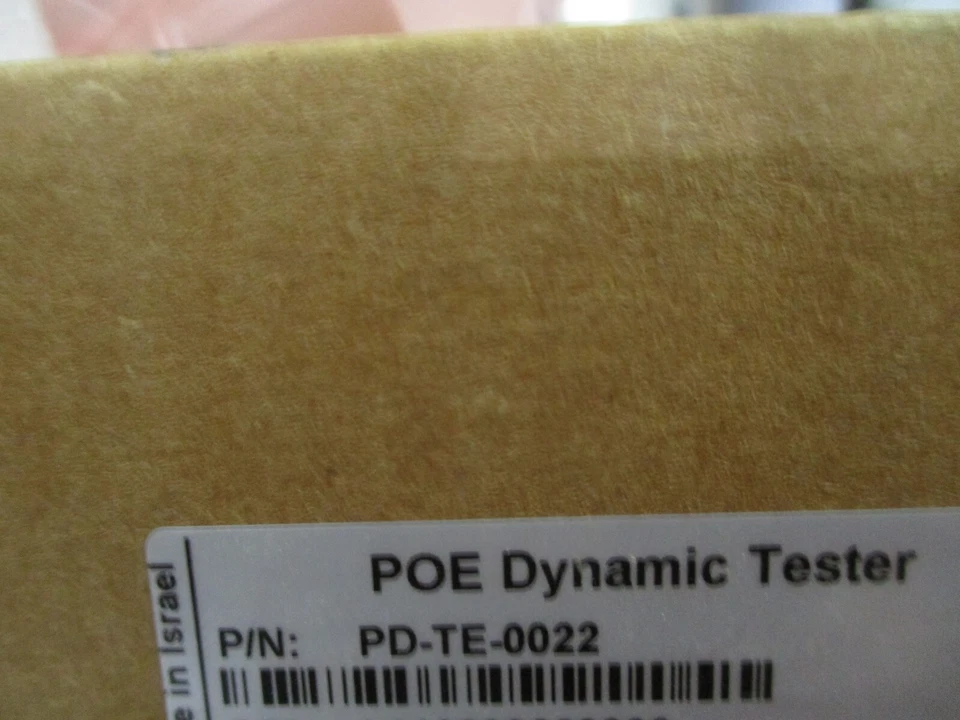 POE Dynamic Tester
P/N: PD-TE-0022
in Israel